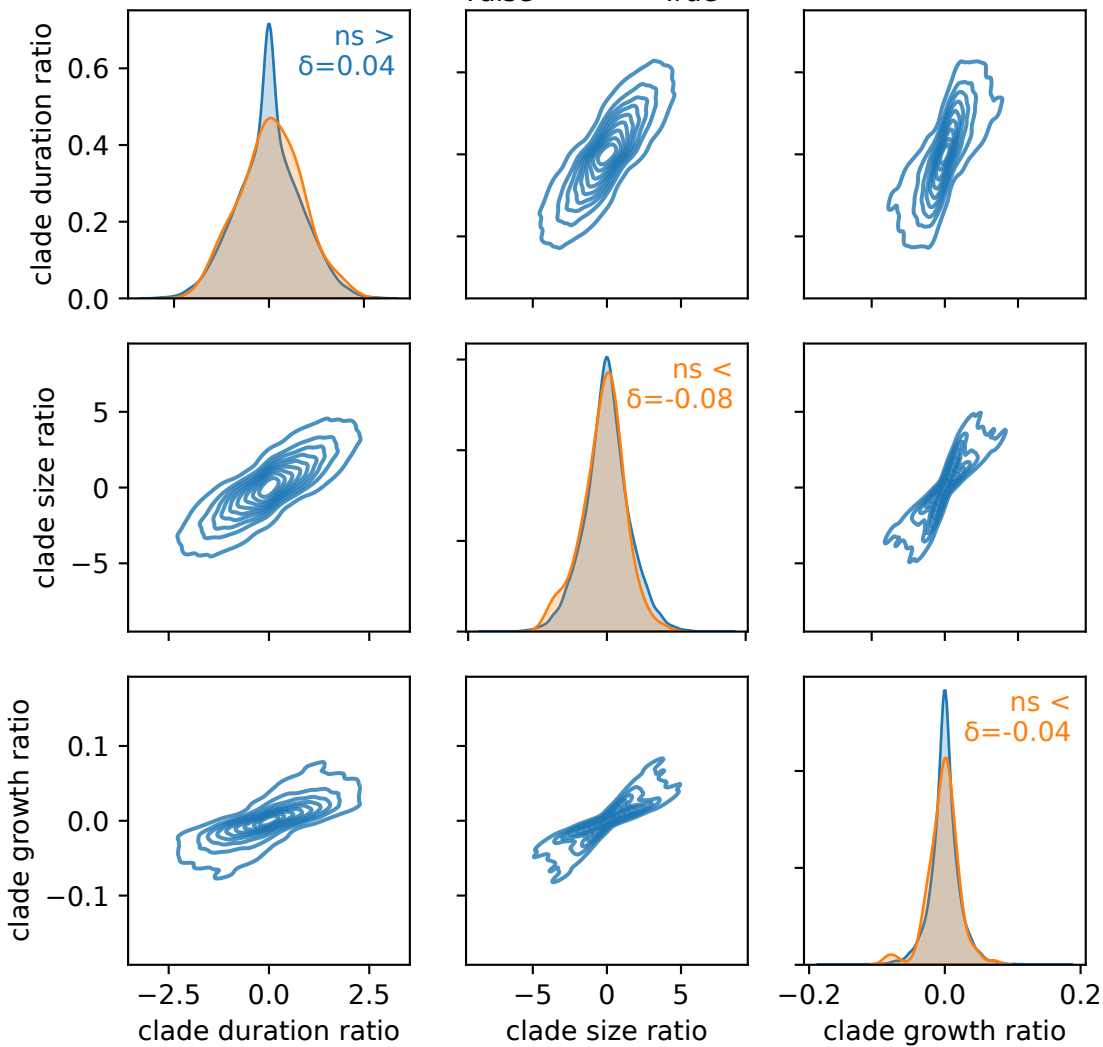 clade duration ratio
0.6
0.4
0.2
0.0
ns >
δ=0.04
clade size ratio
5
0
−5
ns <
δ=-0.08
clade growth ratio
0.1
0.0
−0.1
ns <
δ=-0.04
−2.5 0.0 2.5
−5 0 5
−0.2 0.0 0.2
clade duration ratio
clade size ratio
clade growth ratio